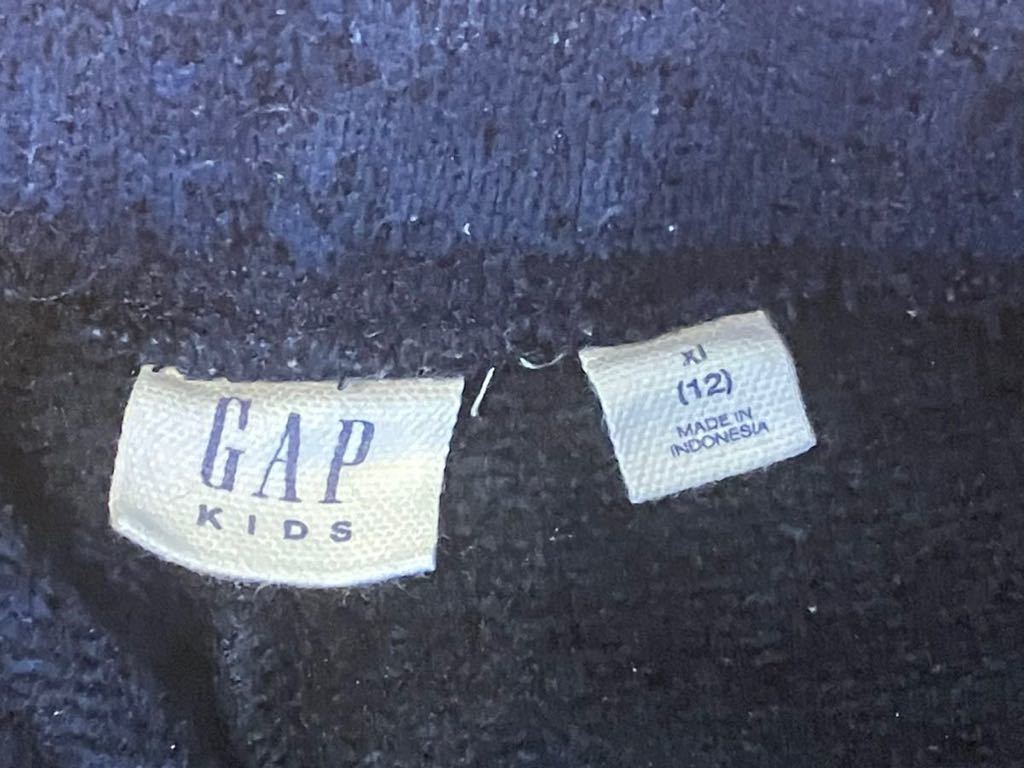 GAP
KIDS
xl
(12)
MADE IN
INDONESIA